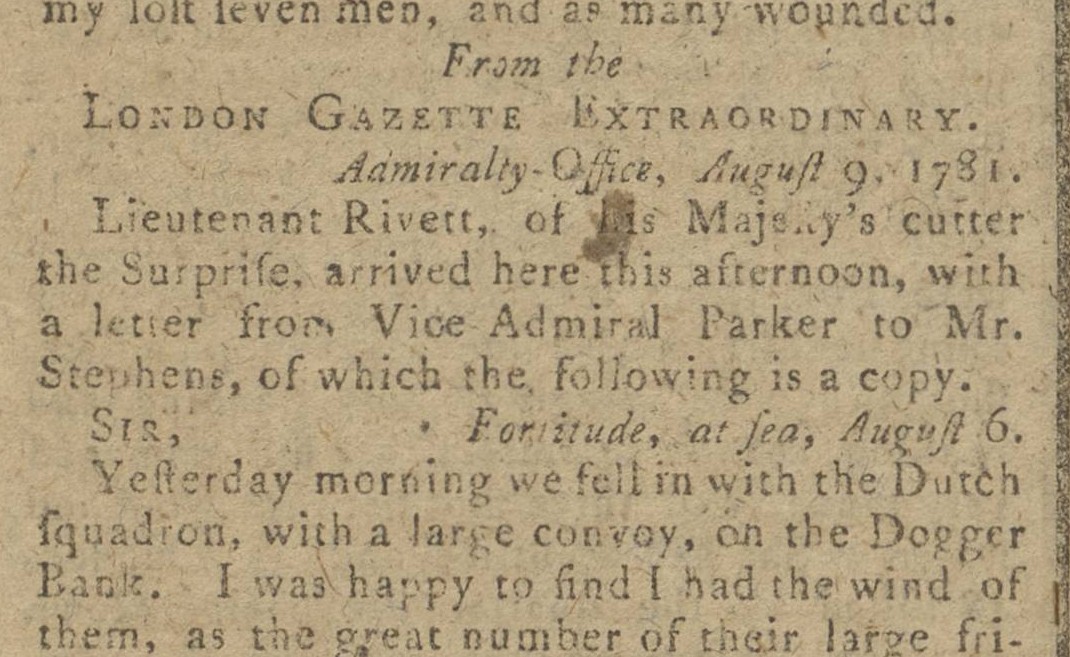 my loſt ſeven men, and as many wounded.
From the
LONDON GAZETTE EXTRAORDINARY.
Admiralty-Office, Auguſt 9, 1781.
Lieutenant Rivett, of his Majeſty's cutter
the Surpriſe, arrived here this afternoon, with
a letter from Vice Admiral Parker to Mr.
Stephens, of which the following is a copy.
SIR, Fortitude, at ſea, Auguſt 6.
Yeſterday morning we fell in with the Dutch
ſquadron, with a large convoy, on the Dogger
Bank. I was happy to find I had the wind of
them, as the great number of their large fri-